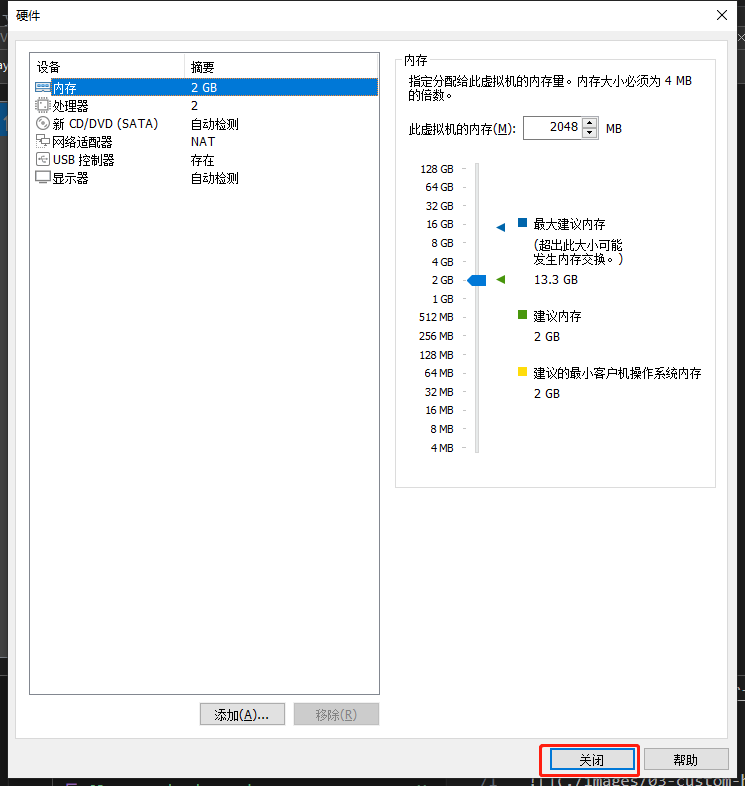 硬件
设备 摘要
内存 2 GB
处理器 2
新 CD/DVD (SATA) 自动检测
网络适配器 NAT
USB 控制器 存在
显示器 自动检测
添加(A)...
移除(R)
内存
指定分配给此虚拟机的内存量。内存大小必须为 4 MB
的倍数。
此虚拟机的内存(M): 2048 MB
128 GB
64 GB
32 GB
16 GB
8 GB
4 GB
2 GB
1 GB
512 MB
256 MB
128 MB
64 MB
32 MB
16 MB
8 MB
4 MB
最大建议内存
(超出此大小可能
发生内存交换。)
13.3 GB
建议内存
2 GB
建议的最小客户机操作系统内存
2 GB
关闭
帮助